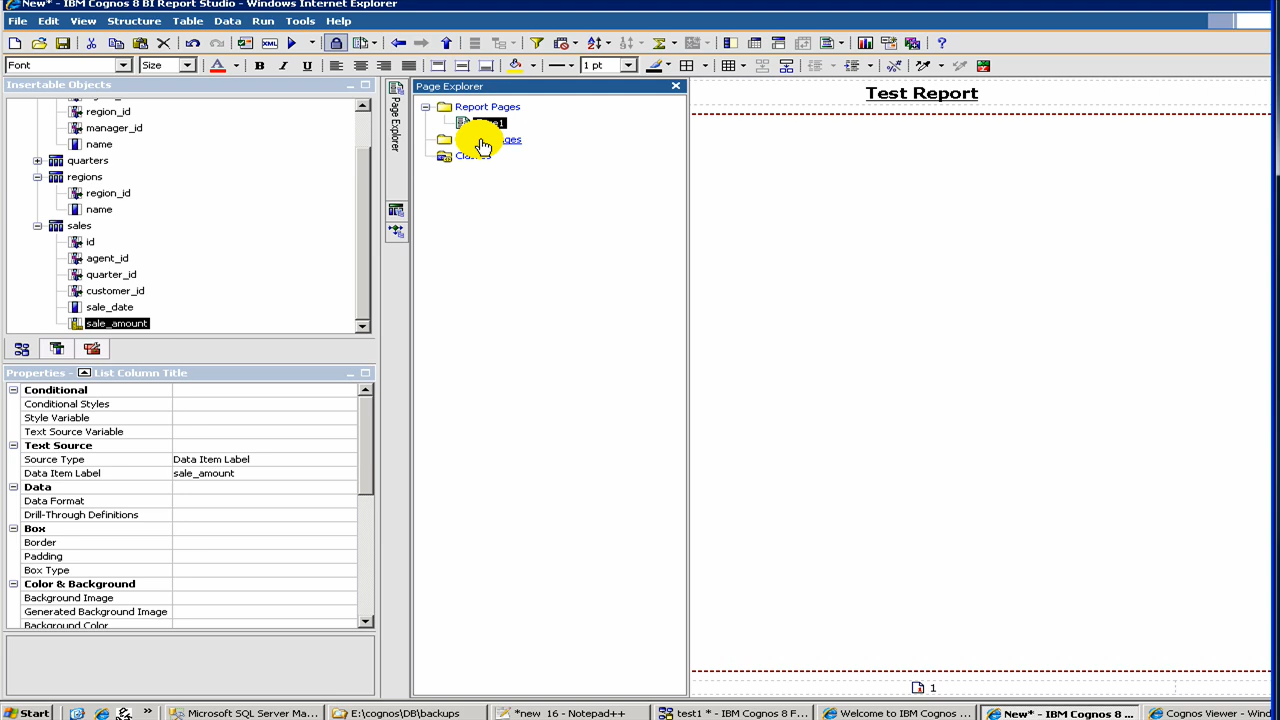 New* - IBM Cognos 8 BI Report Studio - Windows Internet Explorer
File Edit View Structure Table Data Run Tools Help
Font Size 1 pt
Insertable Objects
region_id
manager_id
name
quarters
regions
region_id
name
sales
id
agent_id
quarter_id
customer_id
sale_date
sale_amount
Properties - List Column Title
Conditional
Conditional Styles
Style Variable
Text Source Variable
Text Source
Source Type Data Item Label
Data Item Label sale_amount
Data
Data Format
Drill-Through Definitions
Box
Border
Padding
Box Type
Color & Background
Background Image
Generated Background Image
Background Color
Page Explorer
Page Explorer
Report Pages
Test Report
1
Start Microsoft SQL Server Ma... E:\cognos\DB\backups *new 16 - Notepad++ test1 * - IBM Cognos 8 F... Welcome to IBM Cognos ... New* - IBM Cognos 8 ... Cognos Viewer - Wind